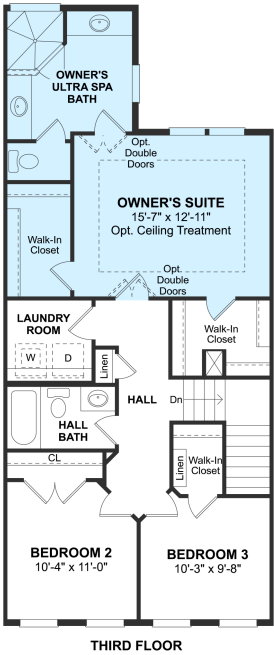 OWNER'S
ULTRA SPA
BATH
Opt.
Double
Doors
OWNER'S SUITE
15'-7" x 12'-11"
Opt. Ceiling Treatment
Walk-In
Closet
Opt.
Double
Doors
LAUNDRY
ROOM
W
D
Linen
Walk-In
Closet
HALL
Dn
HALL
BATH
CL
Linen
Walk-In
Closet
BEDROOM 2
10'-4" x 11'-0"
BEDROOM 3
10'-3" x 9'-8"
THIRD FLOOR